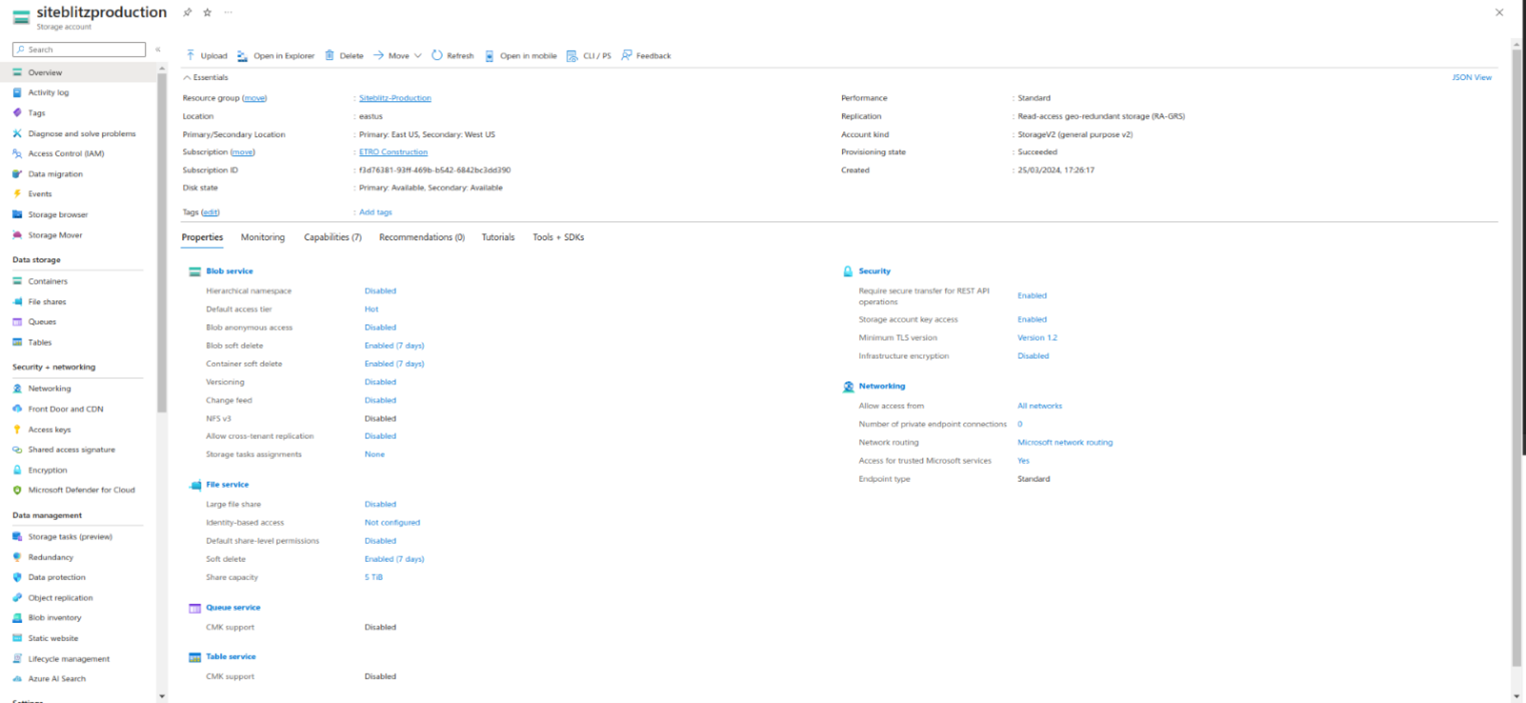 siteblitzproduction
Storage account
Search
Overview
Activity log
Tags
Diagnose and solve problems
Access Control (IAM)
Data migration
Events
Storage browser
Storage Mover
Data storage
Containers
File shares
Queues
Tables
Security + networking
Networking
Front Door and CDN
Access keys
Shared access signature
Encryption
Microsoft Defender for Cloud
Data management
Storage tasks (preview)
Redundancy
Data protection
Object replication
Blob inventory
Static website
Lifecycle management
Azure AI Search
Settings
Upload Open in Explorer Delete Move Refresh Open in mobile CLI / PS Feedback
Essentials JSON View
Resource group (move) : Siteblitz-Production
Location : eastus
Primary/Secondary Location : Primary: East US, Secondary: West US
Subscription (move) : ETRO Construction
Subscription ID : f3d76381-93ff-469b-b542-6842bc3dd390
Disk state : Primary: Available, Secondary: Available
Tags (edit) : Add tags
Performance : Standard
Replication : Read-access geo-redundant storage (RA-GRS)
Account kind : StorageV2 (general purpose v2)
Provisioning state : Succeeded
Created : 25/03/2024, 17:26:17
Properties Monitoring Capabilities (7) Recommendations (0) Tutorials Tools + SDKs
Blob service
Hierarchical namespace Disabled
Default access tier Hot
Blob anonymous access Disabled
Blob soft delete Enabled (7 days)
Container soft delete Enabled (7 days)
Versioning Disabled
Change feed Disabled
NFS v3 Disabled
Allow cross-tenant replication Disabled
Storage tasks assignments None
File service
Large file share Disabled
Identity-based access Not configured
Default share-level permissions Disabled
Soft delete Enabled (7 days)
Share capacity 5 TiB
Queue service
CMK support Disabled
Table service
CMK support Disabled
Security
Require secure transfer for REST API
operations Enabled
Storage account key access Enabled
Minimum TLS version Version 1.2
Infrastructure encryption Disabled
Networking
Allow access from All networks
Number of private endpoint connections 0
Network routing Microsoft network routing
Access for trusted Microsoft services Yes
Endpoint type Standard